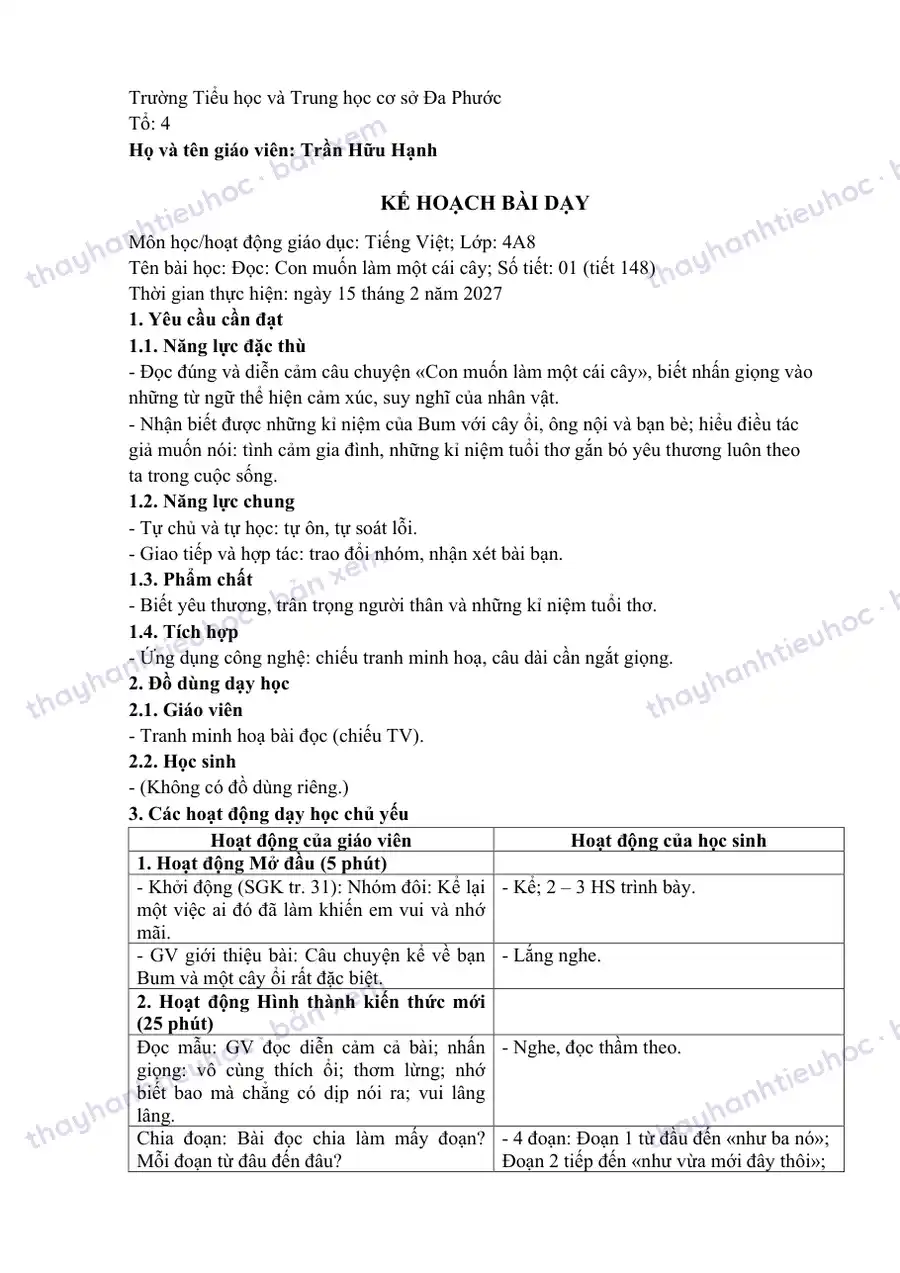 Trường Tiểu học và Trung học cơ sở Đa Phước
Tổ: 4
Họ và tên giáo viên: Trần Hữu Hạnh
KẾ HOẠCH BÀI DẠY
Môn học/hoạt động giáo dục: Tiếng Việt; Lớp: 4A8
Tên bài học: Đọc: Con muốn làm một cái cây; Số tiết: 01 (tiết 148)
Thời gian thực hiện: ngày 15 tháng 2 năm 2027
1. Yêu cầu cần đạt
1.1. Năng lực đặc thù
- Đọc đúng và diễn cảm câu chuyện «Con muốn làm một cái cây», biết nhấn giọng vào
những từ ngữ thể hiện cảm xúc, suy nghĩ của nhân vật.
- Nhận biết được những kỉ niệm của Bum với cây ổi, ông nội và bạn bè; hiểu điều tác
giả muốn nói: tình cảm gia đình, những kỉ niệm tuổi thơ gắn bó yêu thương luôn theo
ta trong cuộc sống.
1.2. Năng lực chung
- Tự chủ và tự học: tự ôn, tự soát lỗi.
- Giao tiếp và hợp tác: trao đổi nhóm, nhận xét bài bạn.
1.3. Phẩm chất
- Biết yêu thương, trân trọng người thân và những kỉ niệm tuổi thơ.
1.4. Tích hợp
- Ứng dụng công nghệ: chiếu tranh minh hoạ, câu dài cần ngắt giọng.
2. Đồ dùng dạy học
2.1. Giáo viên
- Tranh minh hoạ bài đọc (chiếu TV).
2.2. Học sinh
- (Không có đồ dùng riêng.)
3. Các hoạt động dạy học chủ yếu
Hoạt động của giáo viên
Hoạt động của học sinh
1. Hoạt động Mở đầu (5 phút)
- Khởi động (SGK tr. 31): Nhóm đôi: Kể lại
một việc ai đó đã làm khiến em vui và nhớ
mãi.
- Kể; 2 – 3 HS trình bày.
- GV giới thiệu bài: Câu chuyện kể về bạn
Bum và một cây ổi rất đặc biệt.
- Lắng nghe.
2. Hoạt động Hình thành kiến thức mới
(25 phút)
Đọc mẫu: GV đọc diễn cảm cả bài; nhấn
giọng: vô cùng thích ổi; thơm lừng; nhớ
biết bao mà chẳng có dịp nói ra; vui lâng
lâng.
- Nghe, đọc thầm theo.
Chia đoạn: Bài đọc chia làm mấy đoạn?
Mỗi đoạn từ đâu đến đâu?
- 4 đoạn: Đoạn 1 từ đầu đến «như ba nó»;
Đoạn 2 tiếp đến «như vừa mới đây thôi»;
thayhanhtieuhoc · bản xem
thayhanhtieuhoc · b
thayhanhtieuhoc · bản xem
thayhanhtieuhoc · b
thayhanhtieuhoc · bản xem
thayhanhtieuhoc · b